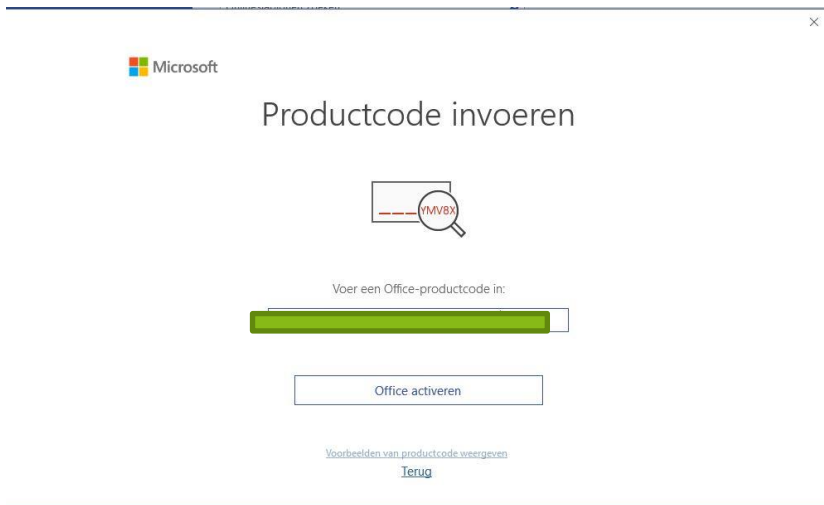 Microsoft
Productcode invoeren
YMV8X
Voer een Office-productcode in:
Office activeren
Voorbeelden van productcode weergeven
Terug